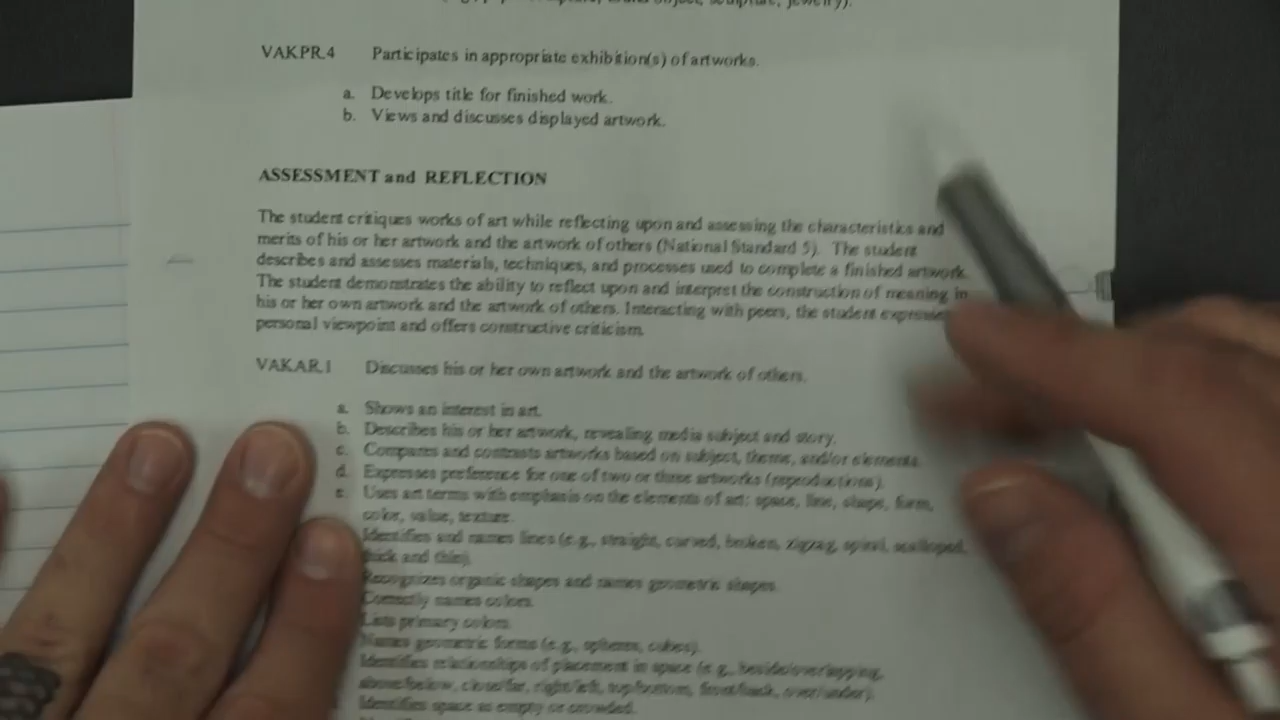 sculpture, jewelry).
VAKPR.4 Participates in appropriate exhibition(s) of artworks.
a. Develops title for finished work.
b. Views and discusses displayed artwork.
ASSESSMENT and REFLECTION
The student critiques works of art while reflecting upon and assessing the characteristics and
merits of his or her artwork and the artwork of others (National Standard 5). The student
describes and assesses materials, techniques, and processes used to complete a finished artwork.
The student demonstrates the ability to reflect upon and interpret the construction of meaning in
his or her own artwork and the artwork of others. Interacting with peers, the student expresses
personal viewpoint and offers constructive criticism.
VAKAR.1 Discusses his or her own artwork and the artwork of others.
a. Shows an interest in art.
b. Describes his or her artwork, revealing media subject and story.
c. Compares and contrasts artworks based on subject, theme, and/or elements.
d. Expresses preference for one of two or three artworks (reproductions).
e. Uses art terms with emphasis on the elements of art: space, line, shape, form,
color, value, texture.
Identifies and names lines (e.g., straight, curved, broken, zigzag, spiral, scalloped,
thick and thin).
Recognizes organic shapes and names geometric shapes.
Correctly names colors.
Lists primary colors.
Names geometric forms (e.g., spheres, cubes).
Identifies relationships of placement in space (e.g., beside/overlapping,
above/below, close/far, right/left, top/bottom, front/back, over/under).
Identifies space as empty or crowded.